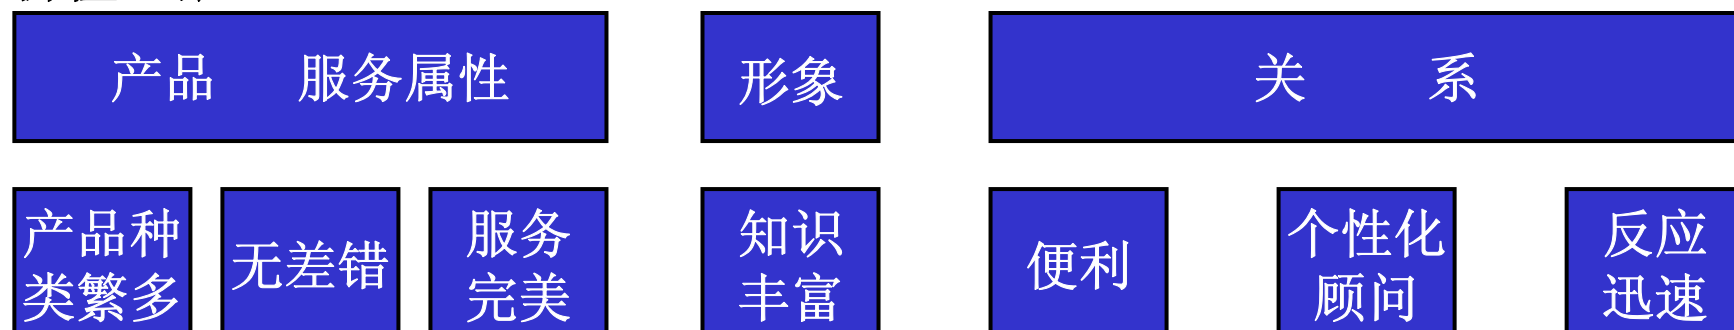 产品 服务属性
形象
关 系
产品种
类繁多
无差错
服务
完美
知识
丰富
便利
个性化
顾问
反应
迅速